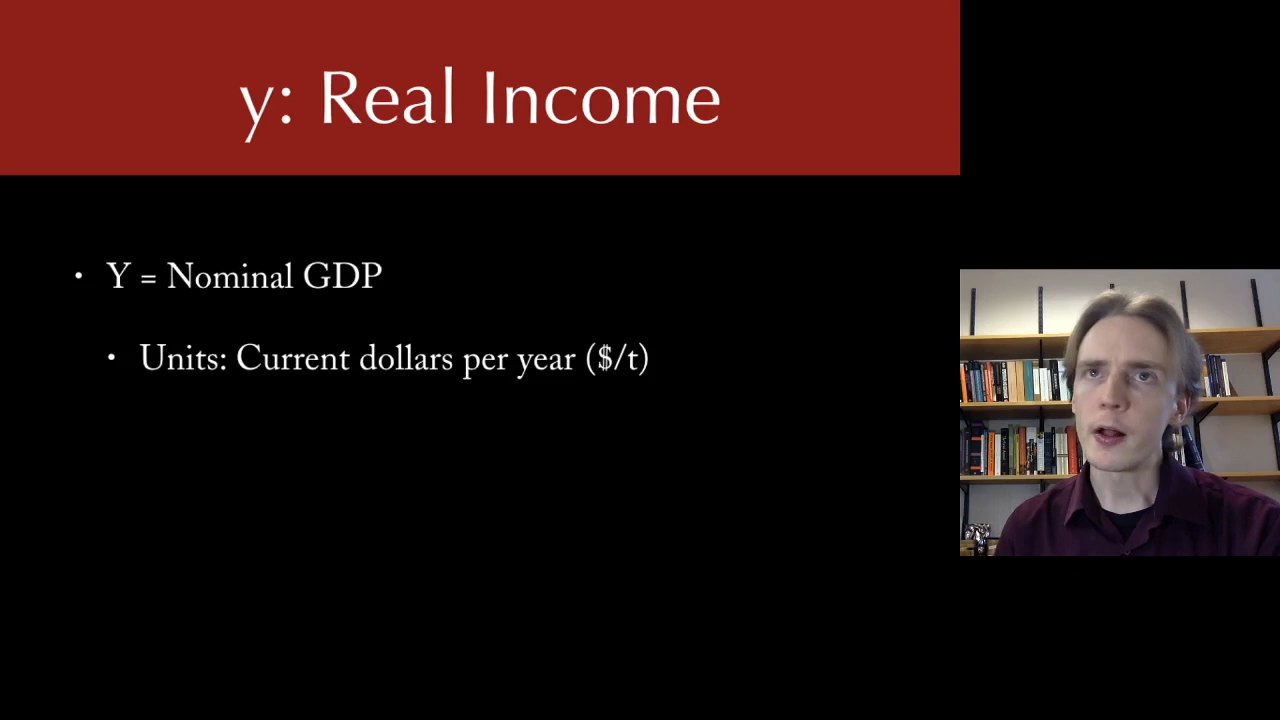 y: Real Income
• Y = Nominal GDP
• Units: Current dollars per year ($/t)